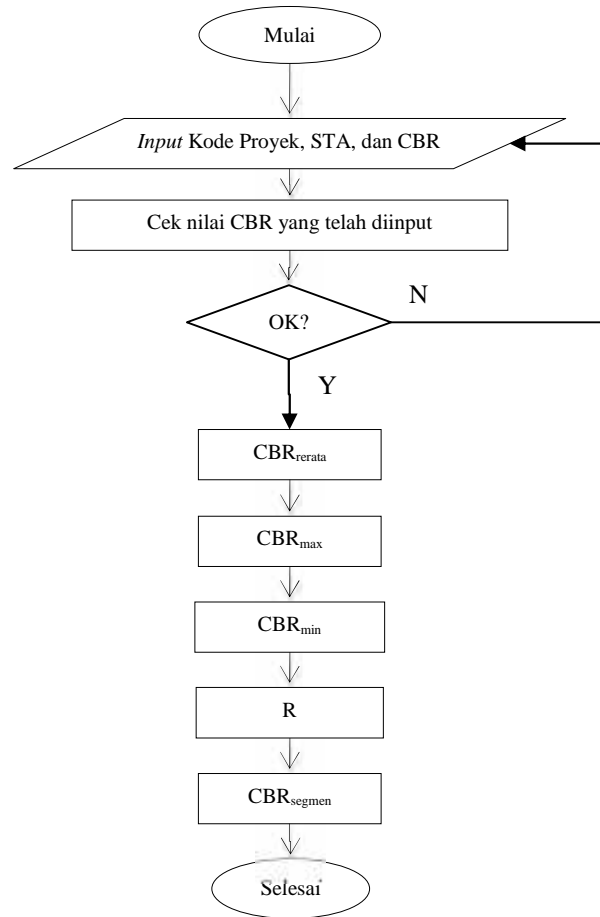 Mulai
Input Kode Proyek, STA, dan CBR
Cek nilai CBR yang telah diinput
N
OK?
Y
CBRrerata
CBRmax
CBRmin
R
CBRsegmen
Selesai